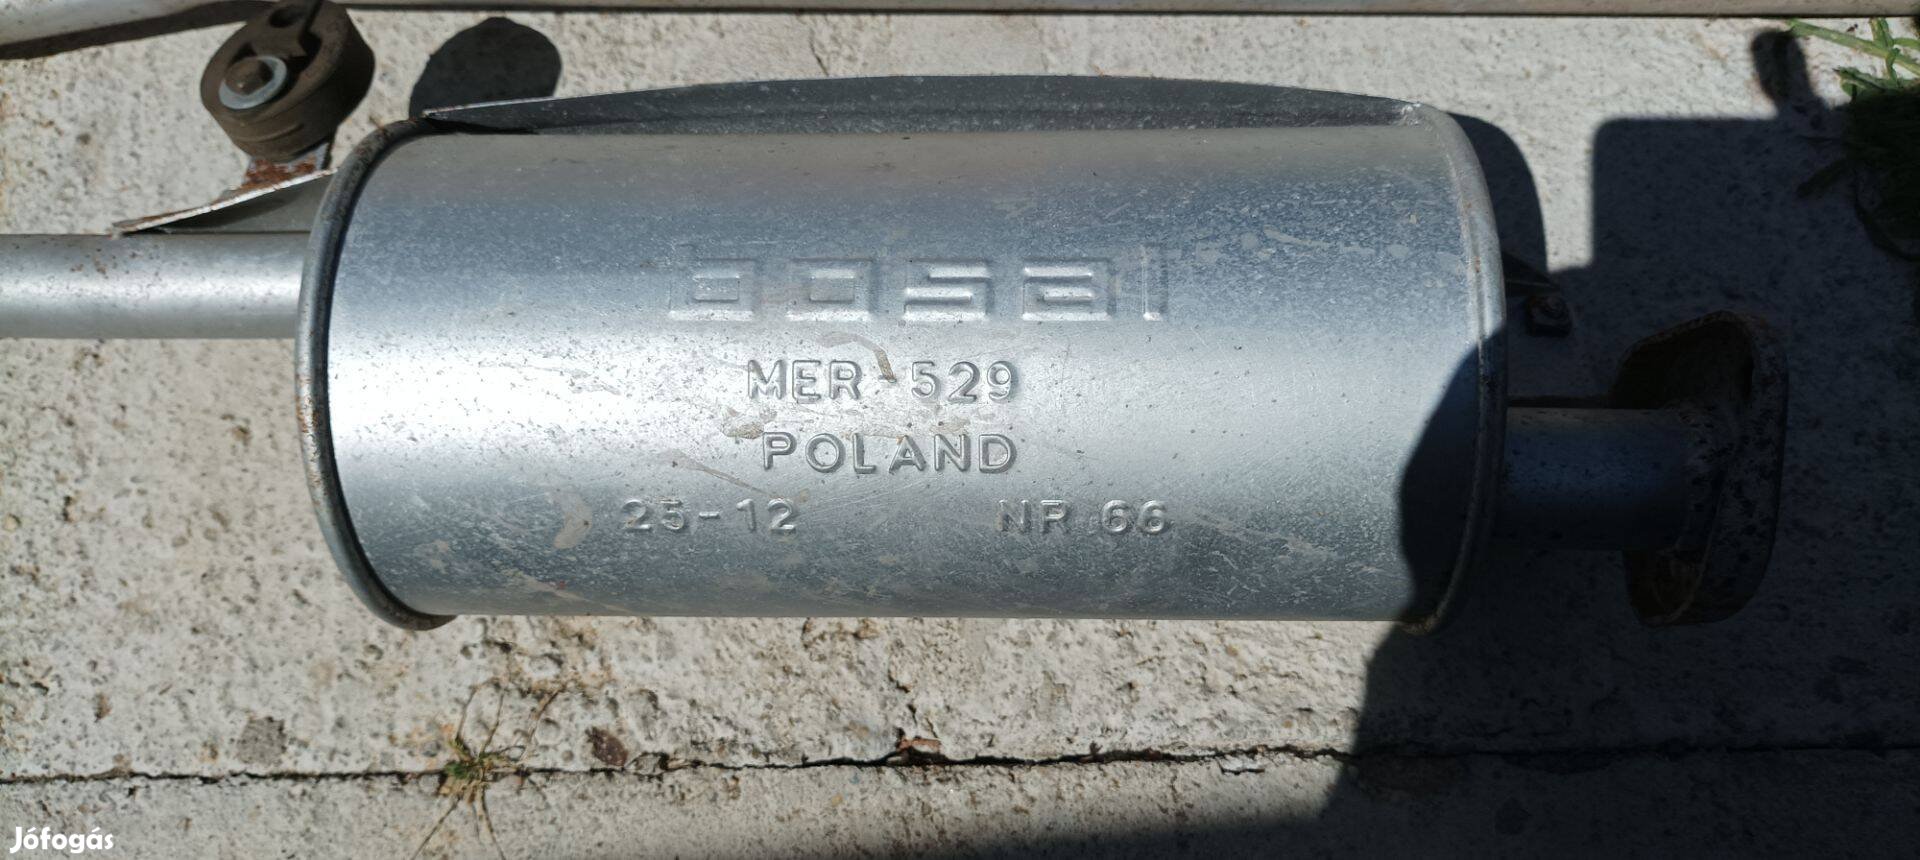 bosal
MER 529
POLAND
25-12 NR 66
Jófogás